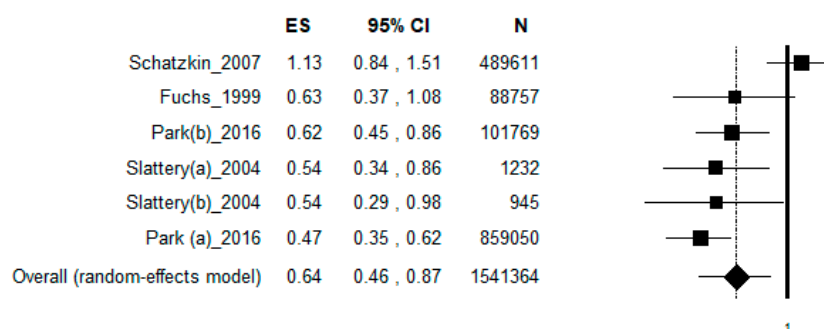 ES 95% CI N
Schatzkin_2007 1.13 0.84 , 1.51 489611
Fuchs_1999 0.63 0.37 , 1.08 88757
Park(b)_2016 0.62 0.45 , 0.86 101769
Slattery(a)_2004 0.54 0.34 , 0.86 1232
Slattery(b)_2004 0.54 0.29 , 0.98 945
Park (a)_2016 0.47 0.35 , 0.62 859050
Overall (random-effects model) 0.64 0.46 , 0.87 1541364
1